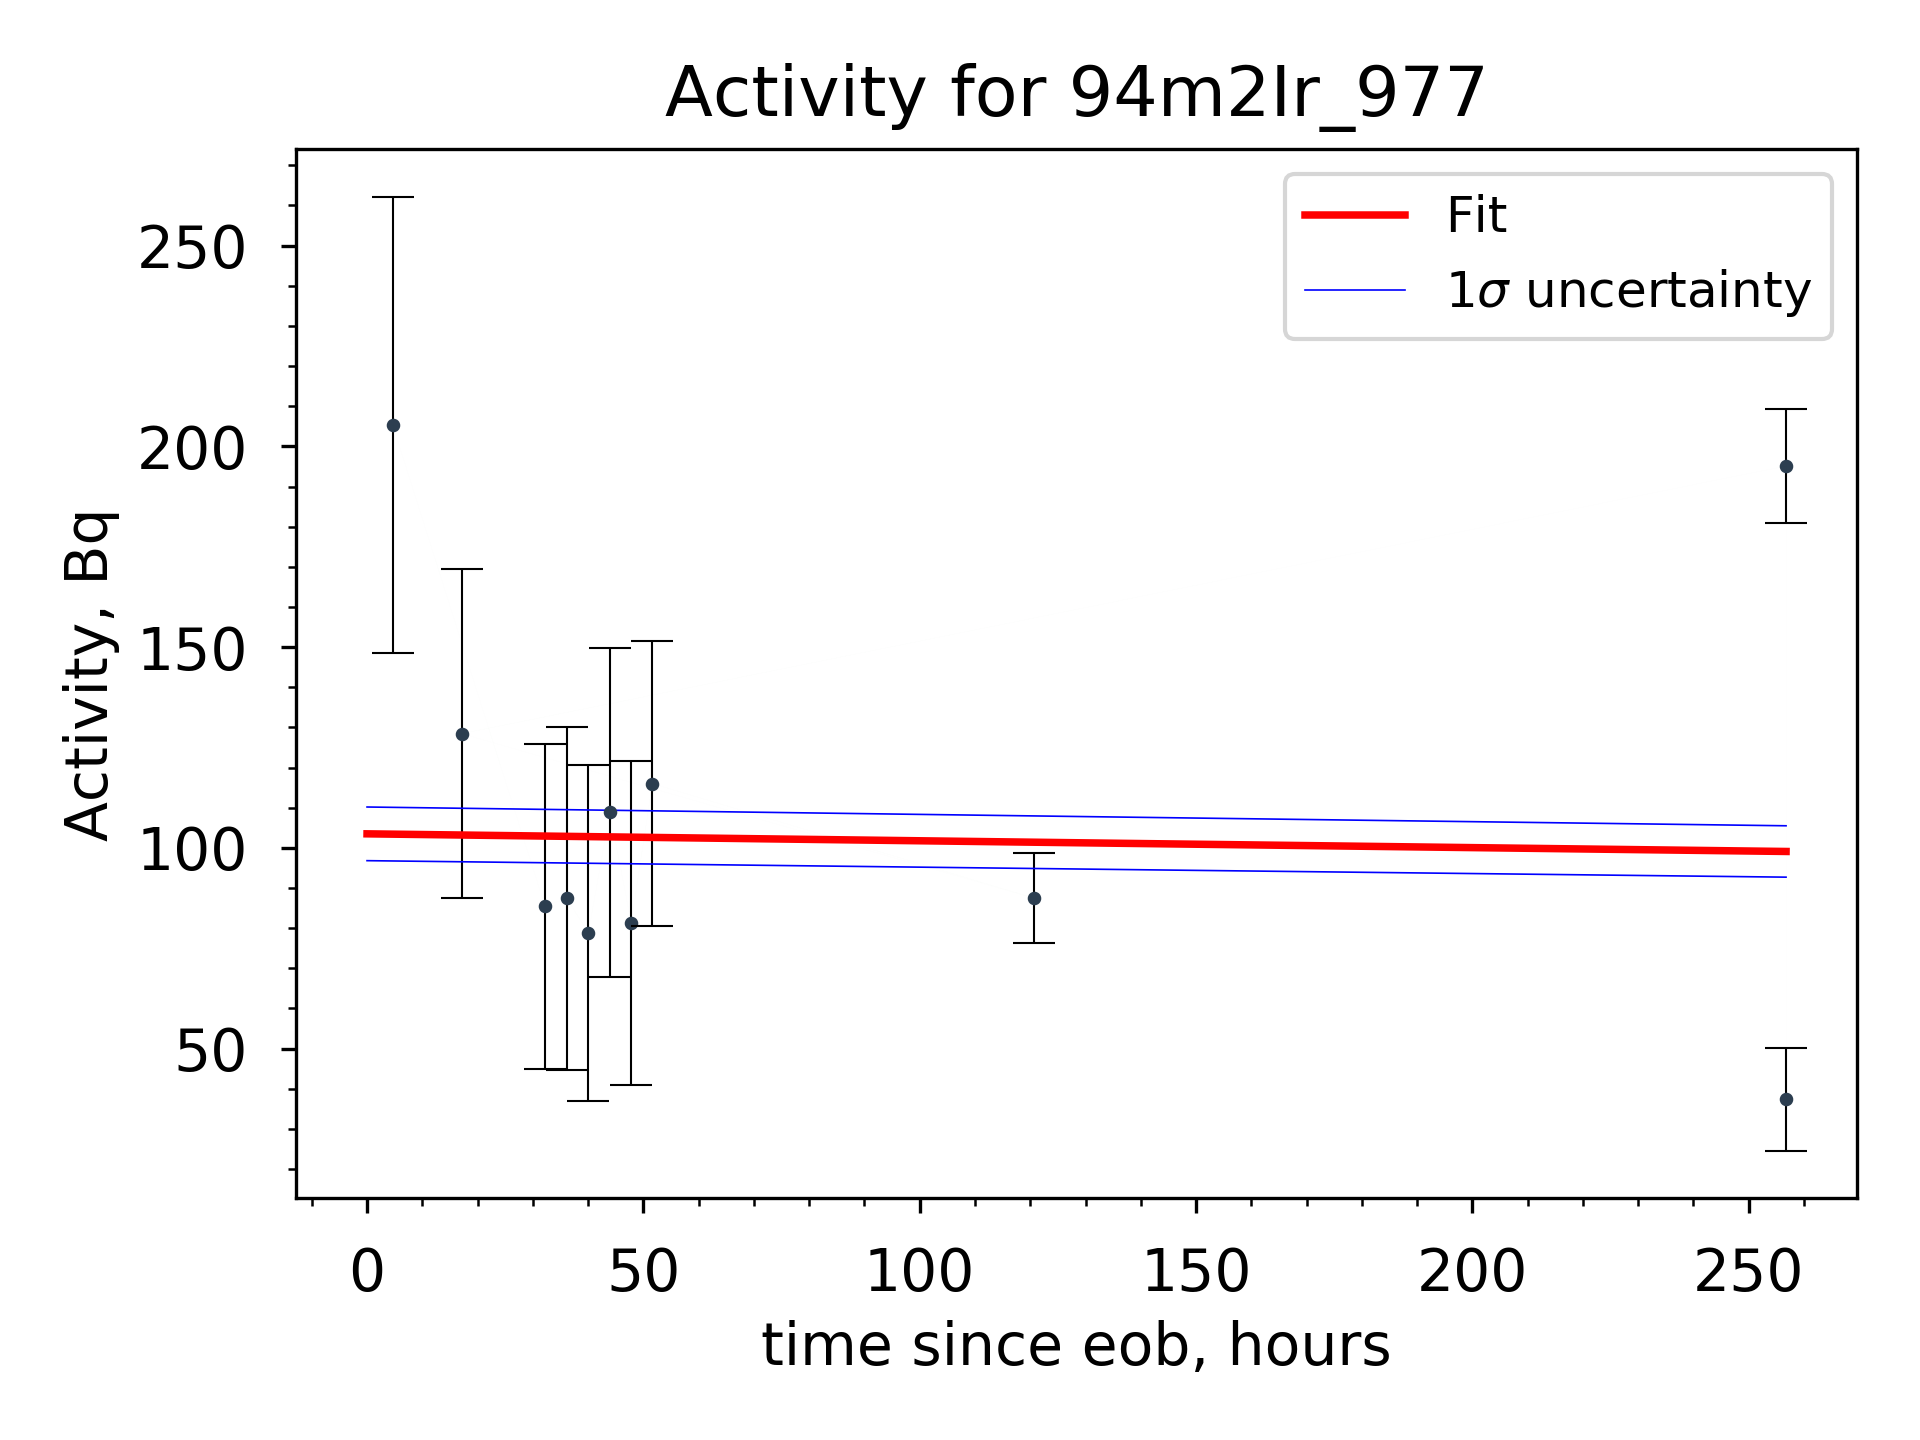 Activity for 94m2Ir_977
Fit
1σ uncertainty
Activity, Bq
250
200
150
100
50
0 50 100 150 200 250
time since eob, hours